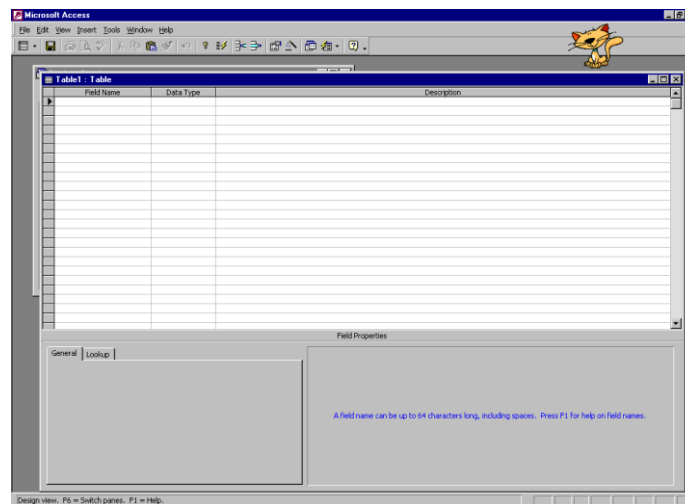 Microsoft Access
File Edit View Insert Tools Window Help
Table1 : Table
Field Name Data Type Description
Field Properties
General Lookup
A field name can be up to 64 characters long, including spaces. Press F1 for help on field names.
Design view. F6 = Switch panes. F1 = Help.